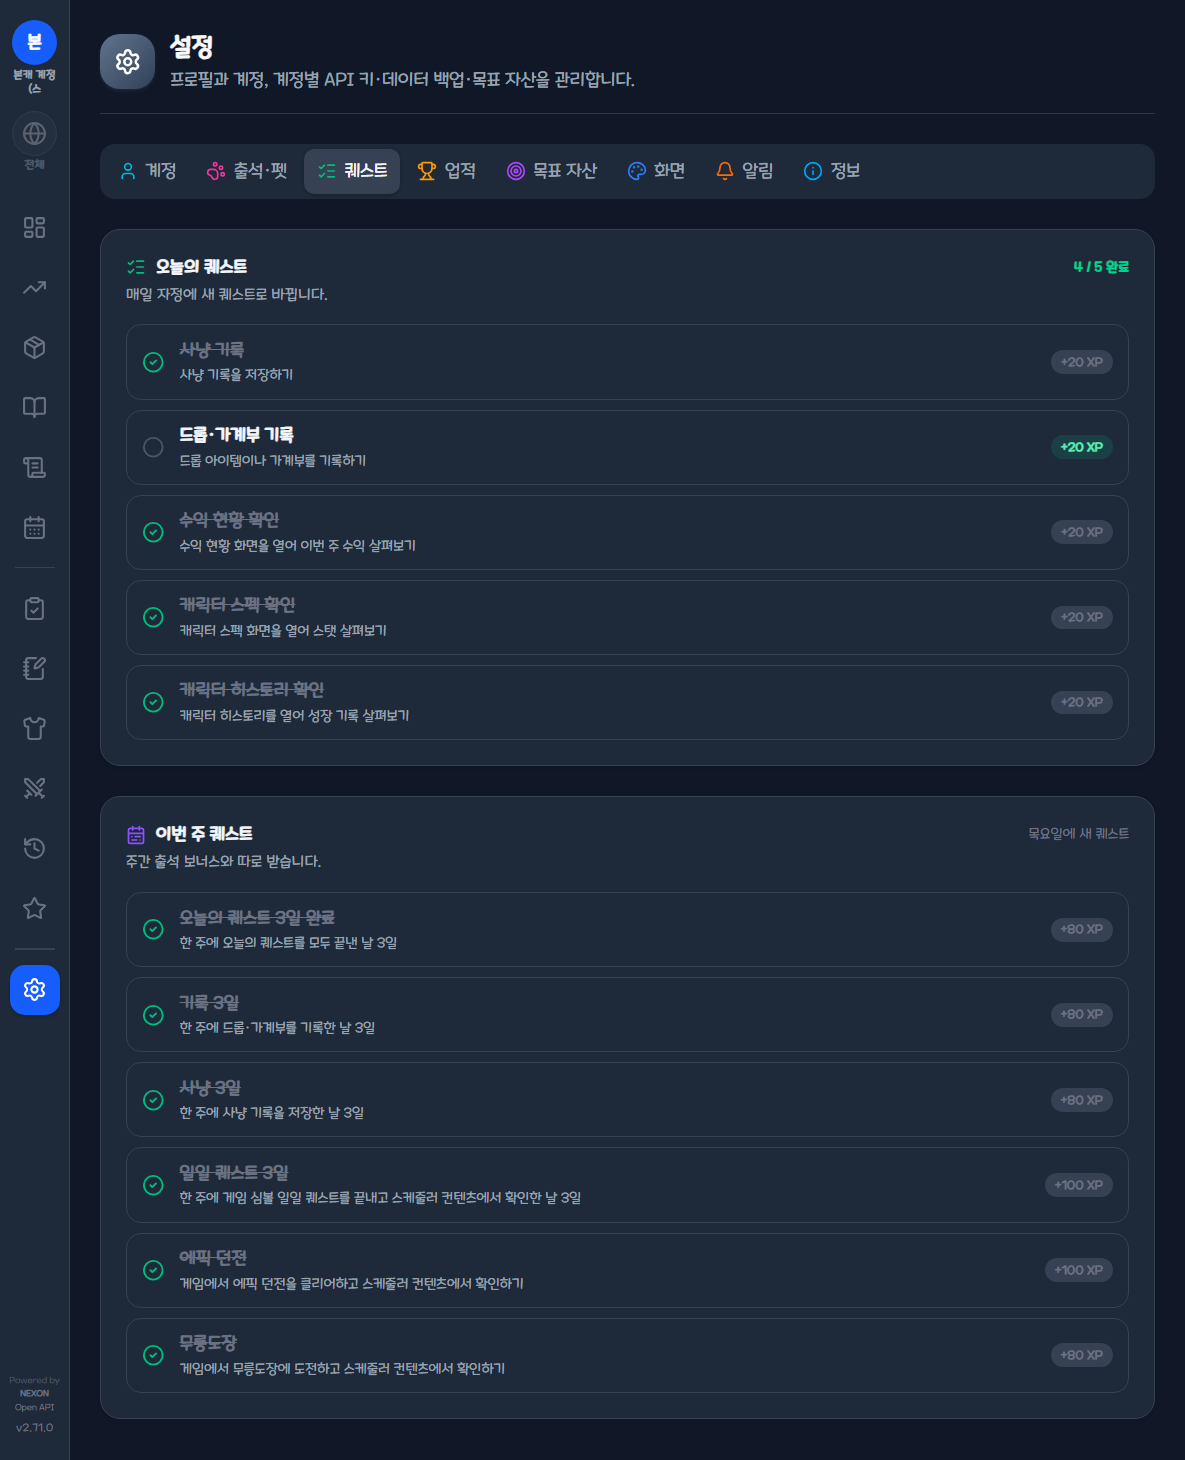 본
본캐 계정
(스
전체
설정
프로필과 계정, 계정별 API 키·데이터 백업·목표 자산을 관리합니다.
계정
출석·펫
퀘스트
업적
목표 자산
화면
알림
정보
오늘의 퀘스트
4 / 5 완료
매일 자정에 새 퀘스트로 바뀝니다.
사냥 기록
사냥 기록을 저장하기
+20 XP
드롭·가계부 기록
드롭 아이템이나 가계부를 기록하기
+20 XP
수익 현황 확인
수익 현황 화면을 열어 이번 주 수익 살펴보기
+20 XP
캐릭터 스펙 확인
캐릭터 스펙 화면을 열어 스탯 살펴보기
+20 XP
캐릭터 히스토리 확인
캐릭터 히스토리를 열어 성장 기록 살펴보기
+20 XP
이번 주 퀘스트
목요일에 새 퀘스트
주간 출석 보너스와 따로 받습니다.
오늘의 퀘스트 3일 완료
한 주에 오늘의 퀘스트를 모두 끝낸 날 3일
+80 XP
기록 3일
한 주에 드롭·가계부를 기록한 날 3일
+80 XP
사냥 3일
한 주에 사냥 기록을 저장한 날 3일
+80 XP
일일 퀘스트 3일
한 주에 게임 심볼 일일 퀘스트를 끝내고 스케줄러 컨텐츠에서 확인한 날 3일
+100 XP
에픽 던전
게임에서 에픽 던전을 클리어하고 스케줄러 컨텐츠에서 확인하기
+100 XP
무릉도장
게임에서 무릉도장에 도전하고 스케줄러 컨텐츠에서 확인하기
+80 XP
Powered by
NEXON
Open API
v2.71.0